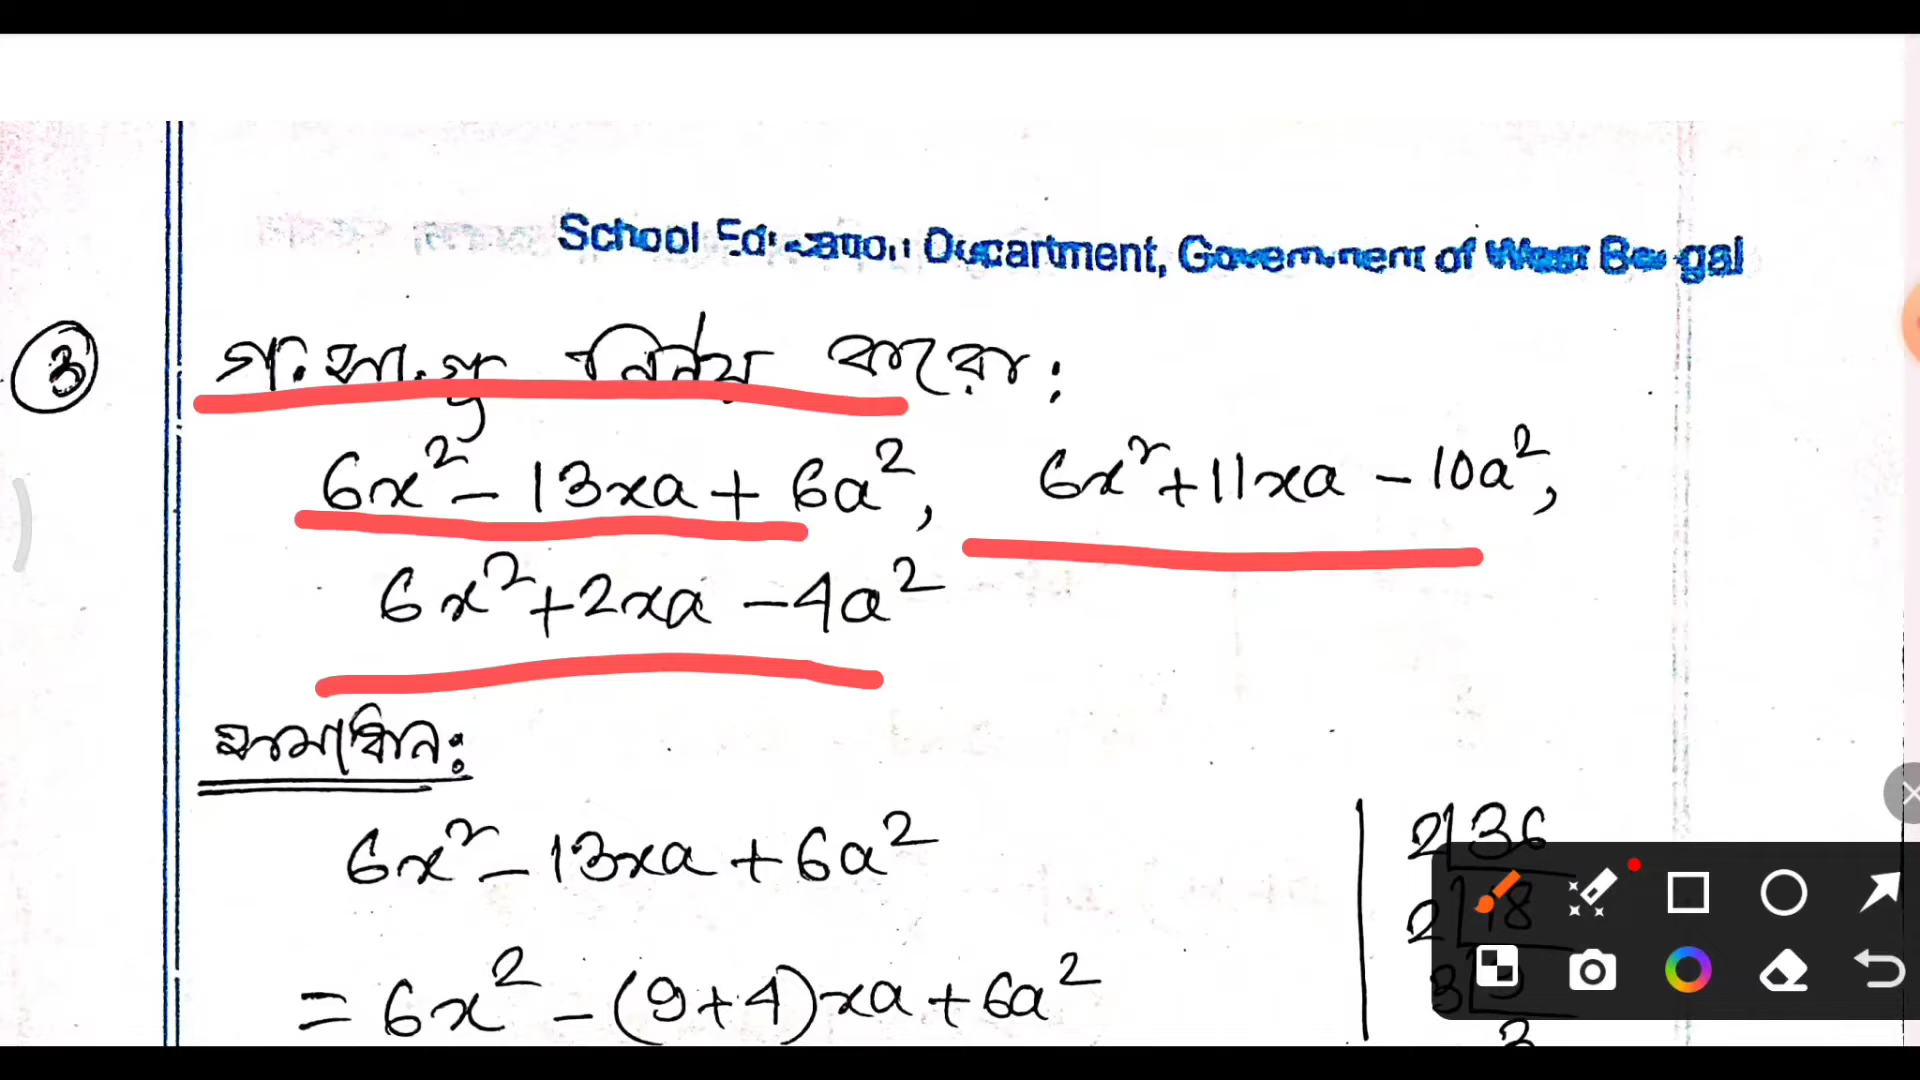 School Education Department, Government of West Bengal
৩ গ.সা.গু নির্ণয় করো:
6x² - 13xa + 6a², 6x² + 11xa - 10a²,
6x² + 2xa - 4a²
সমাধান:
6x² - 13xa + 6a²
2|36
2|18
= 6x² - (9+4)xa + 6a²
3|9
3